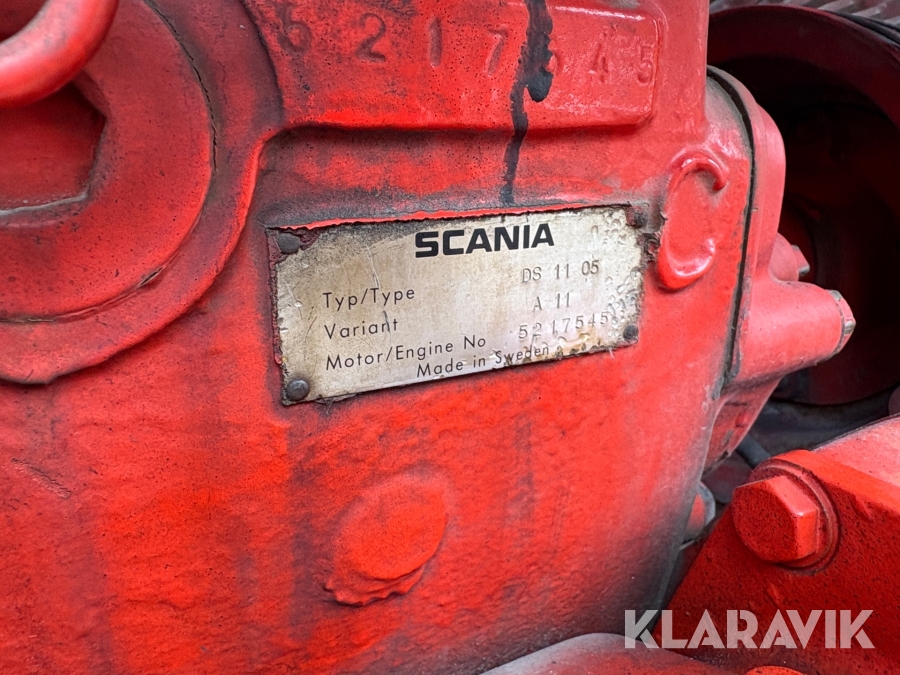 5217545
SCANIA
Typ/Type DS 11 05
Variant A 11
Motor/Engine No 5217545
Made in Sweden
KLARAVIK